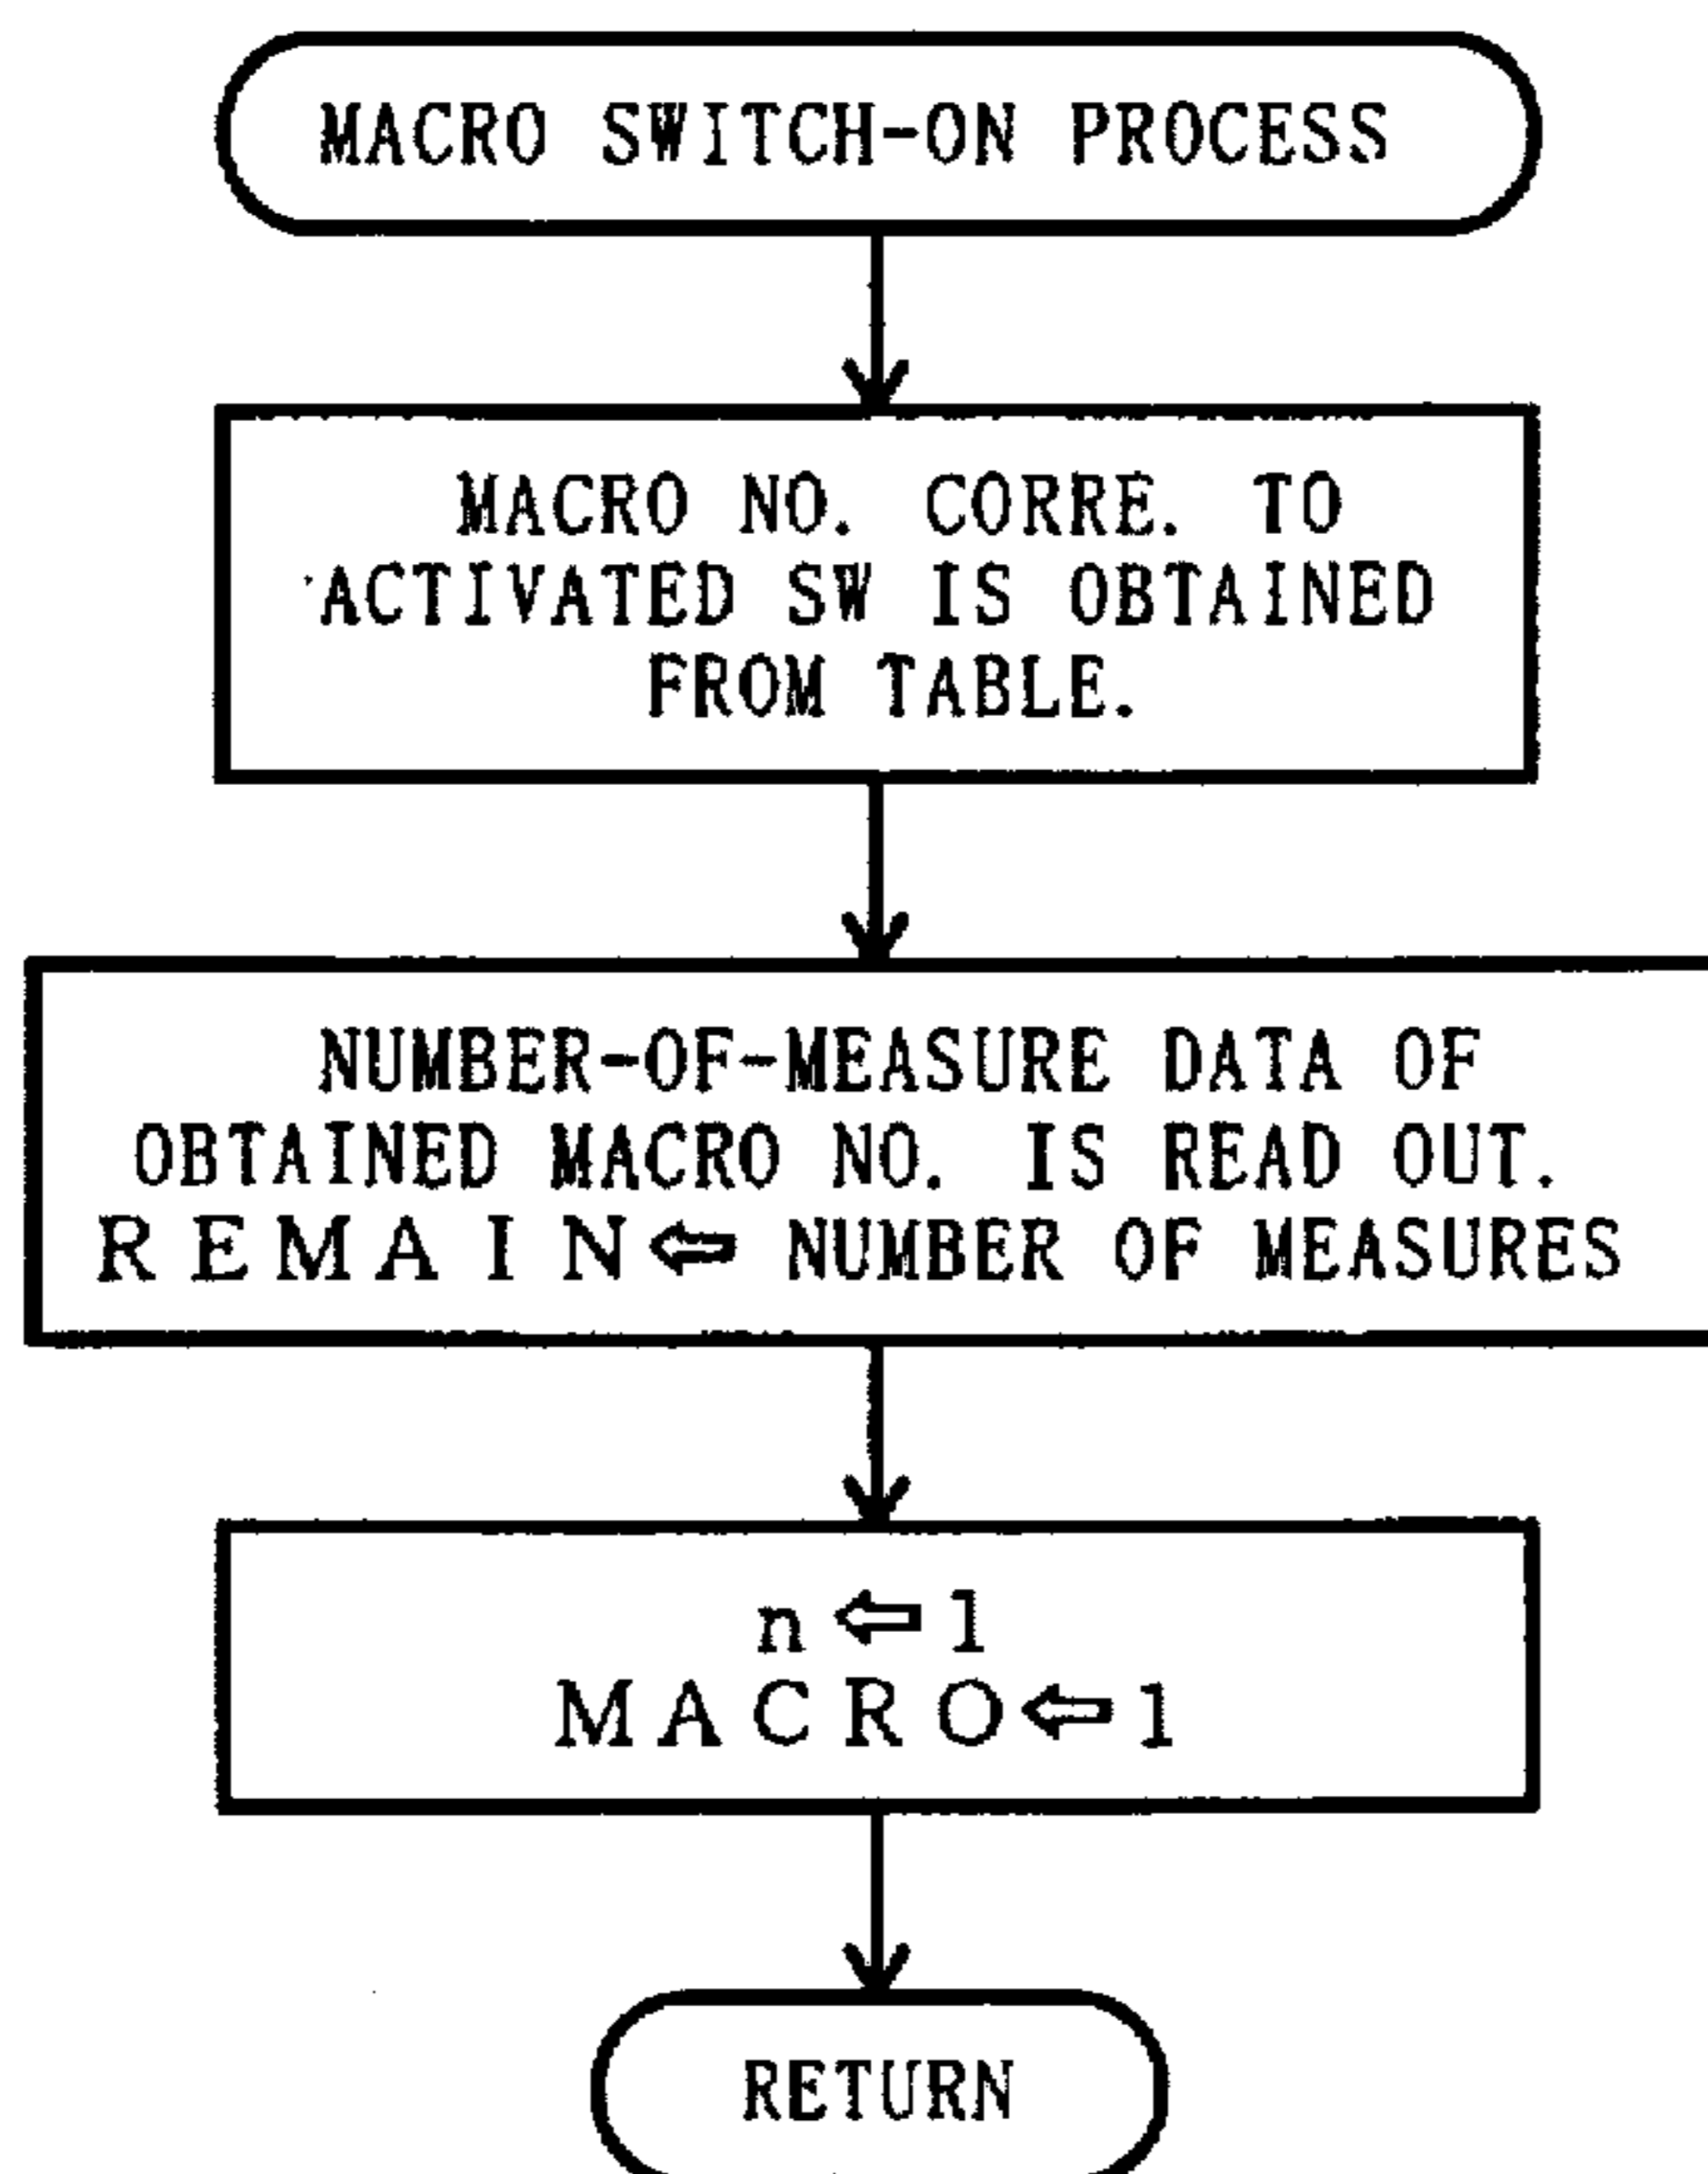 MACRO SWITCH-ON PROCESS
MACRO NO. CORRE. TO
ACTIVATED SW IS OBTAINED
FROM TABLE.
NUMBER-OF-MEASURE DATA OF
OBTAINED MACRO NO. IS READ OUT.
REMAIN⇦ NUMBER OF MEASURES
n⇦1
MACRO⇦1
RETURN